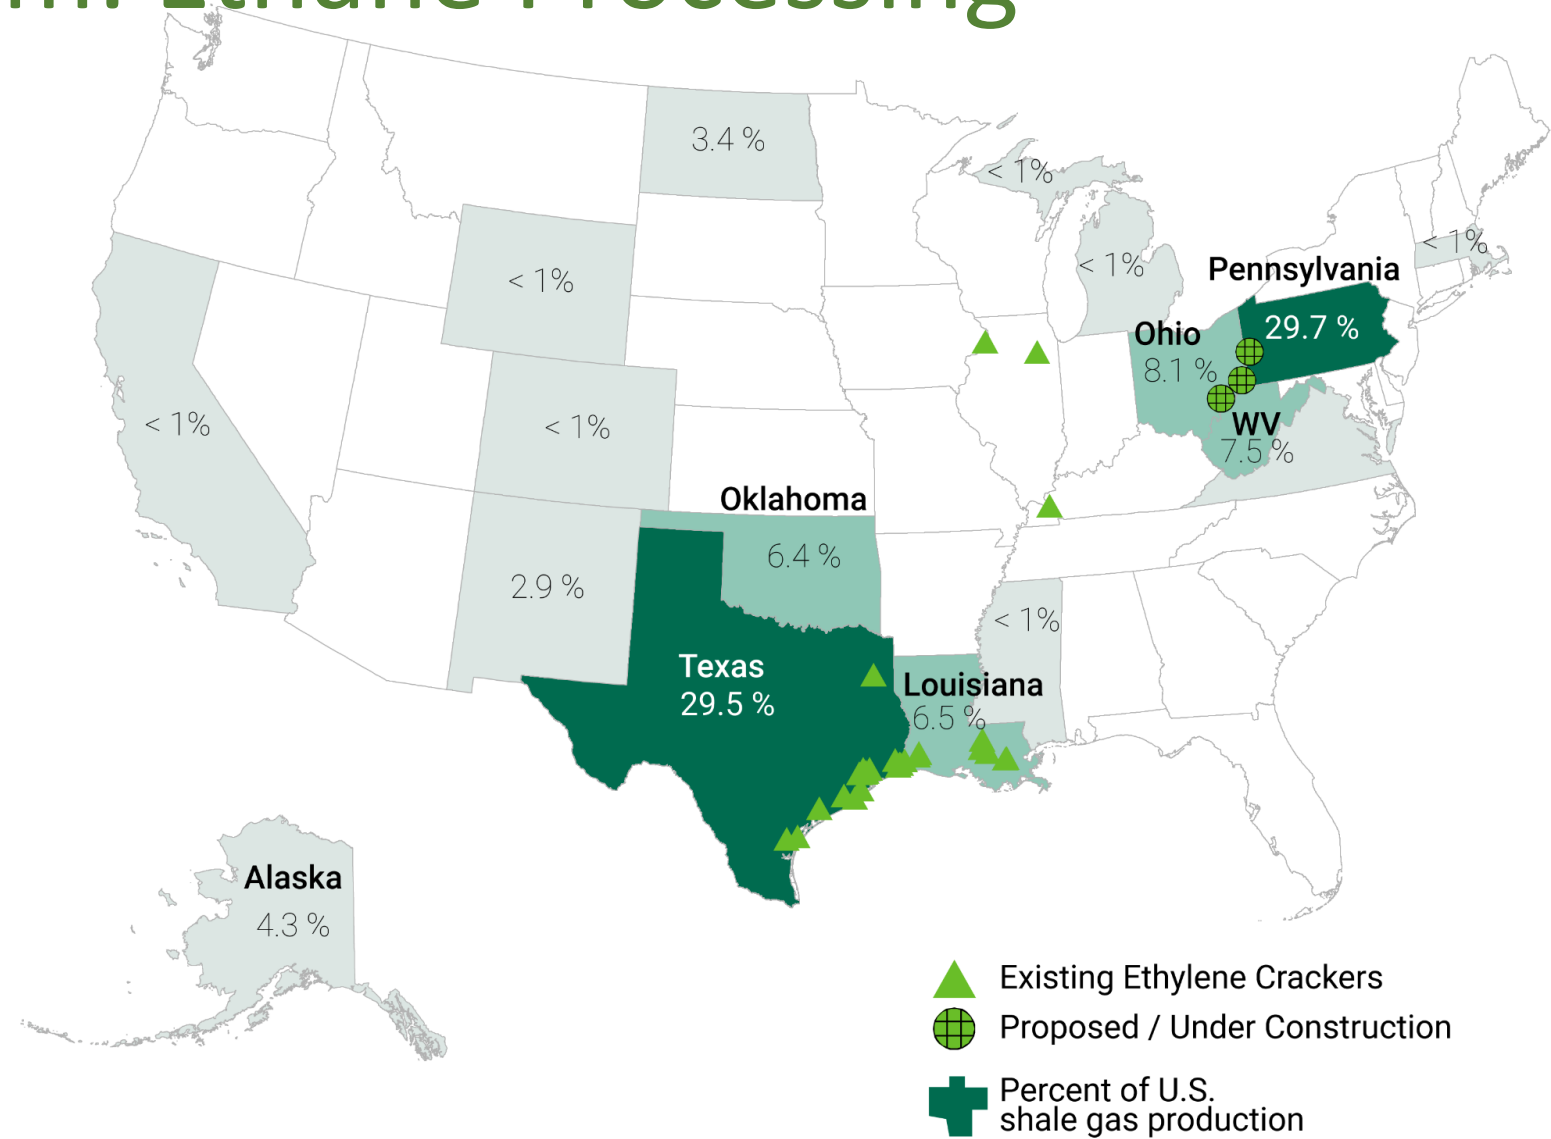 Ethane Processing
3.4 %
< 1%
< 1%
< 1%
< 1%
Pennsylvania
29.7 %
Ohio
8.1 %
WV
7.5 %
< 1%
< 1%
Oklahoma
6.4 %
2.9 %
< 1%
Texas
29.5 %
Louisiana
6.5 %
Alaska
4.3 %
Existing Ethylene Crackers
Proposed / Under Construction
Percent of U.S.
shale gas production